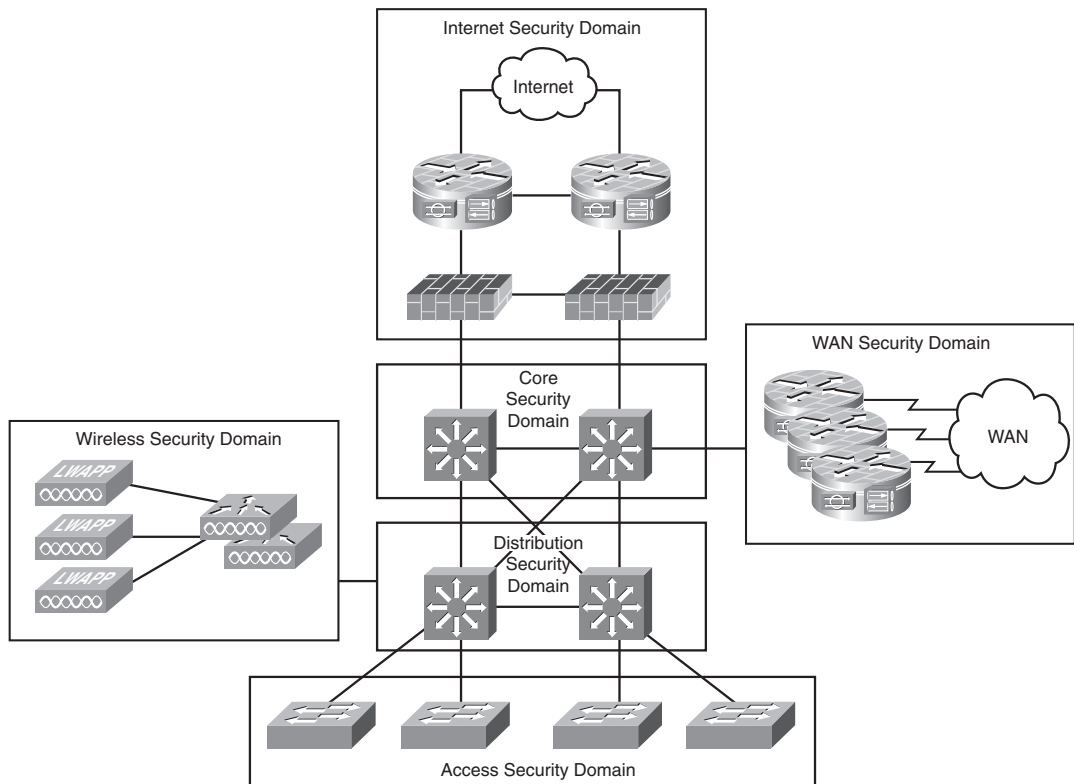 Internet Security Domain
Internet
WAN Security Domain
WAN
Core
Security
Domain
Wireless Security Domain
LWAPP
LWAPP
LWAPP
Distribution
Security
Domain
Access Security Domain